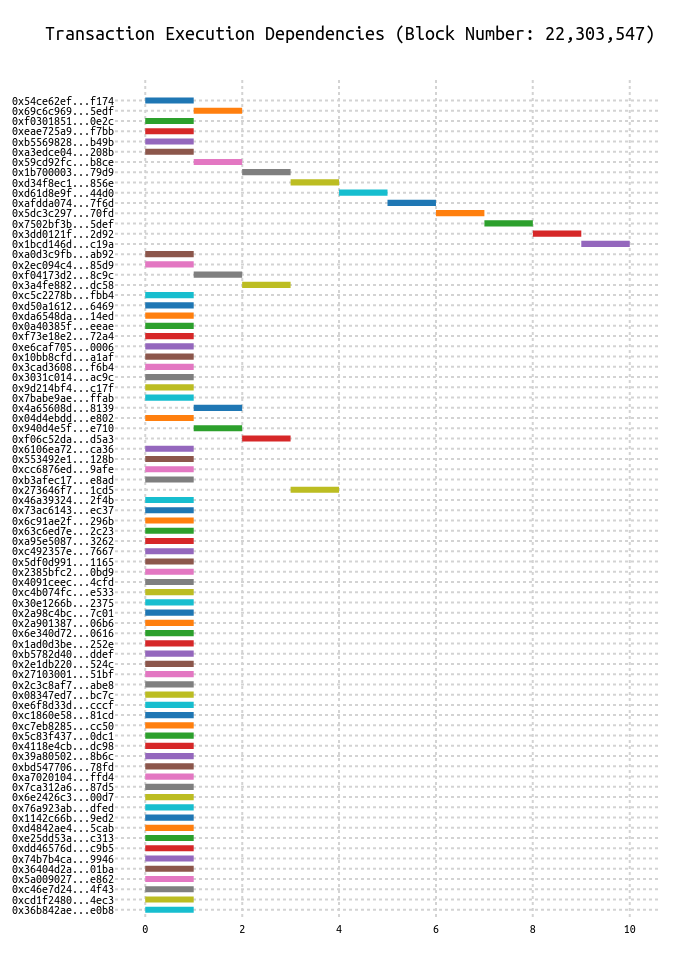 Transaction Execution Dependencies (Block Number: 22,303,547)
0x54ce62ef...f174
0x69c6c969...5edf
0xf0301851...0e2c
0xeae725a9...f7bb
0xb5569828...b49b
0xa3edce04...208b
0x59cd92fc...b8ce
0x1b700003...79d9
0xd34f8ec1...856e
0xd61d8e9f...44d0
0xafdda074...7f6d
0x5dc3c297...70fd
0x7502bf3b...5def
0x3dd0121f...2d92
0x1bcd146d...c19a
0xa0d3c9fb...ab92
0x2ec094c4...85d9
0xf04173d2...8c9c
0x3a4fe882...dc58
0xc5c2278b...fbb4
0xd50a1612...6469
0xda6548da...14ed
0x0a40385f...eeae
0xf73e18e2...72a4
0xe6caf705...0006
0x10bb8cfd...a1af
0x3cad3608...f6b4
0x3031c014...ac9c
0x9d214bf4...c17f
0x7babe9ae...ffab
0x4a65608d...8139
0x04d4ebdd...e802
0x940d4e5f...e710
0xf06c52da...d5a3
0x6106ea72...ca36
0x553492e1...128b
0xcc6876ed...9afe
0xb3afec17...e8ad
0x273646f7...1cd5
0x46a39324...2f4b
0x73ac6143...ec37
0x6c91ae2f...296b
0x63c6ed7e...2c23
0xa95e5087...3262
0xc492357e...7667
0x5df0d991...1165
0x2385bfc2...0bd9
0x4091ceec...4cfd
0xc4b074fc...e533
0x30e1266b...2375
0x2a98c4bc...7c01
0x2a901387...06b6
0x6e340d72...0616
0x1ad0d3be...252e
0xb5782d40...ddef
0x2e1db220...524c
0x27103001...51bf
0x2c3c8af7...abe8
0x08347ed7...bc7c
0xe6f8d33d...cccf
0xc1860e58...81cd
0xc7eb8285...cc50
0x5c83f437...0dc1
0x4118e4cb...dc98
0x39a80502...8b6c
0xbd547706...78fd
0xa7020104...ffd4
0x7ca312a6...87d5
0x6e2426c3...00d7
0x76a923ab...dfed
0x1142c66b...9ed2
0xd4842ae4...5cab
0xe25dd53a...c313
0xdd46576d...c9b5
0x74b7b4ca...9946
0x36404d2a...01ba
0x5a009027...e862
0xc46e7d24...4f43
0xcd1f2480...4ec3
0x36b842ae...e0b8
0 2 4 6 8 10